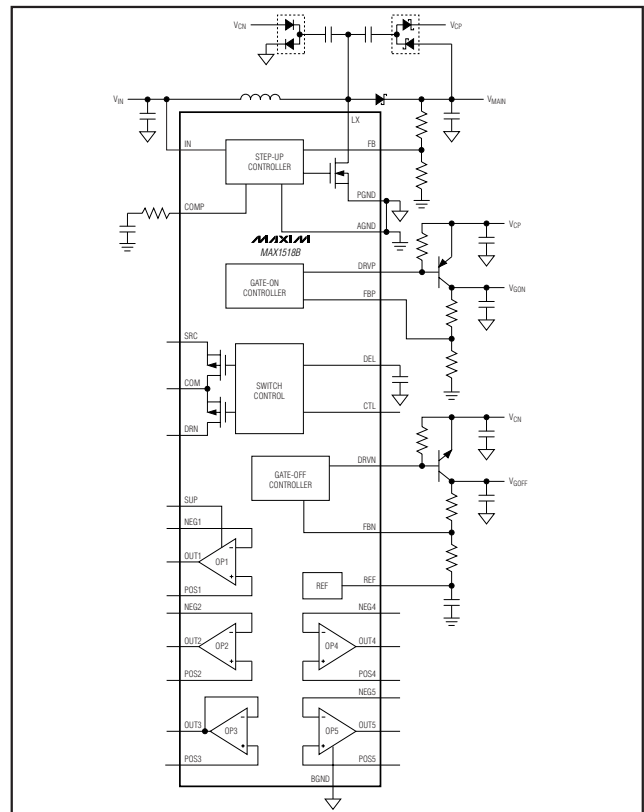 VCN
VCP
VIN
VMAIN
LX
IN
STEP-UP
CONTROLLER
FB
PGND
COMP
AGND
MAXIM
MAX1518B
VCP
GATE-ON
CONTROLLER
DRVP
FBP
VGON
SRC
COM
DRN
SWITCH
CONTROL
DEL
CTL
VCN
GATE-OFF
CONTROLLER
DRVN
FBN
VGOFF
SUP
NEG1
OUT1
OP1
POS1
REF
REF
NEG2
OUT2
OP2
POS2
NEG4
OP4
OUT4
POS4
OUT3
OP3
POS3
NEG5
OP5
OUT5
POS5
BGND